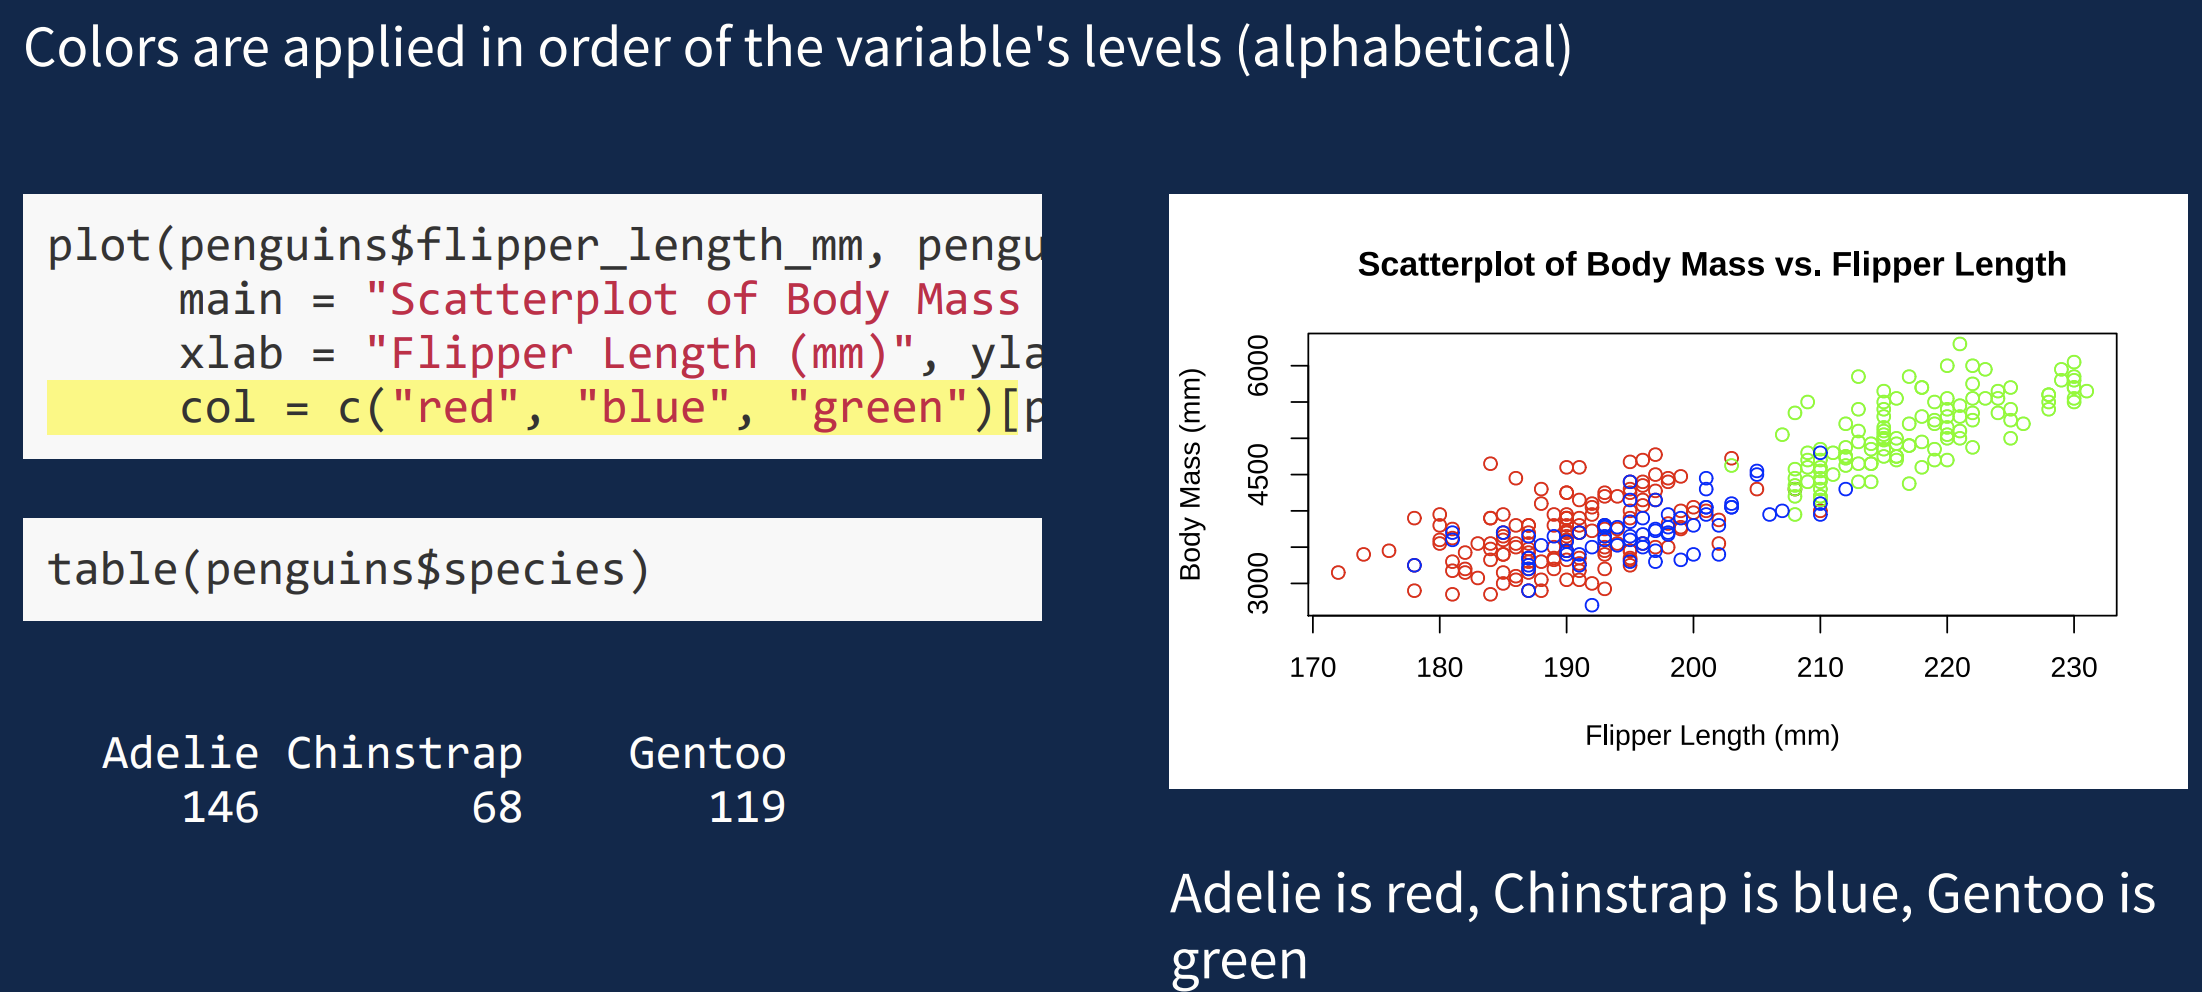 Colors are applied in order of the variable's levels (alphabetical)
plot(penguins$flipper_length_mm, pengu
main = "Scatterplot of Body Mass
xlab = "Flipper Length (mm)", yla
col = c("red", "blue", "green")[p
table(penguins$species)
Adelie Chinstrap Gentoo
146 68 119
Scatterplot of Body Mass vs. Flipper Length
Body Mass (mm)
6000
4500
3000
170 180 190 200 210 220 230
Flipper Length (mm)
Adelie is red, Chinstrap is blue, Gentoo is
green